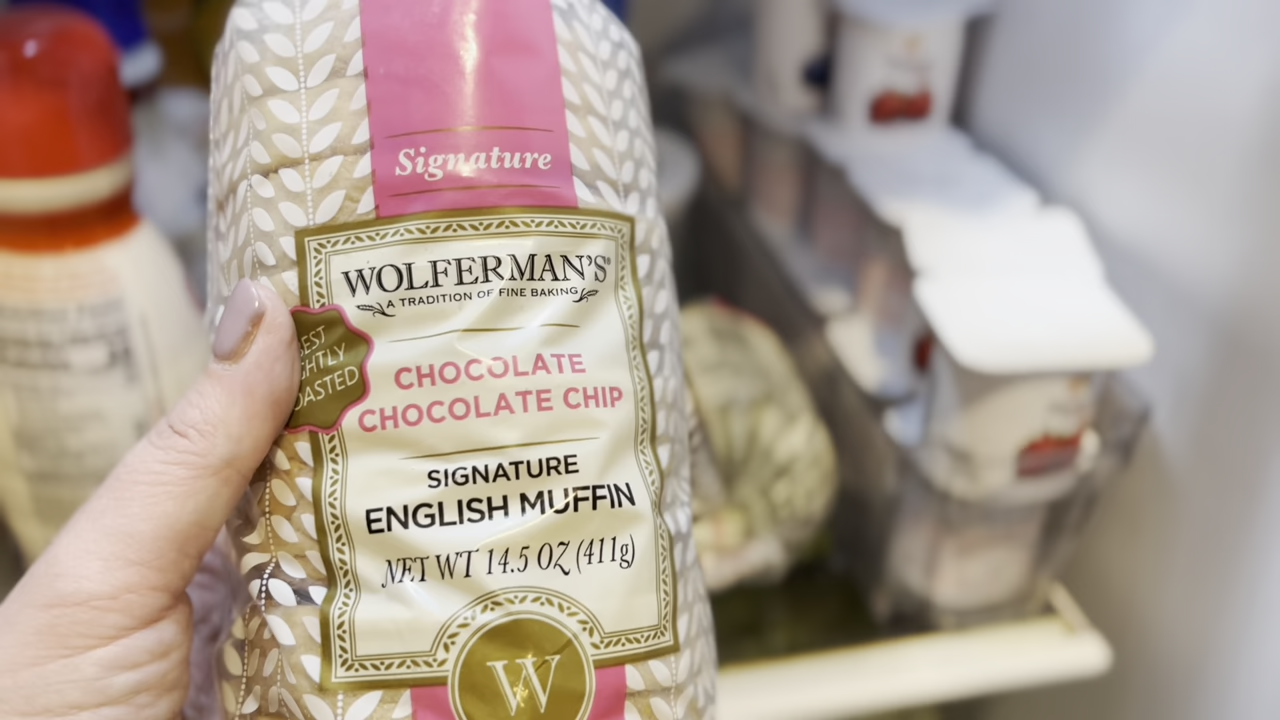 Signature
WOLFERMAN'S®
A TRADITION OF FINE BAKING
CHOCOLATE
CHOCOLATE CHIP
SIGNATURE
ENGLISH MUFFIN
NET WT 14.5 OZ (411g)
W